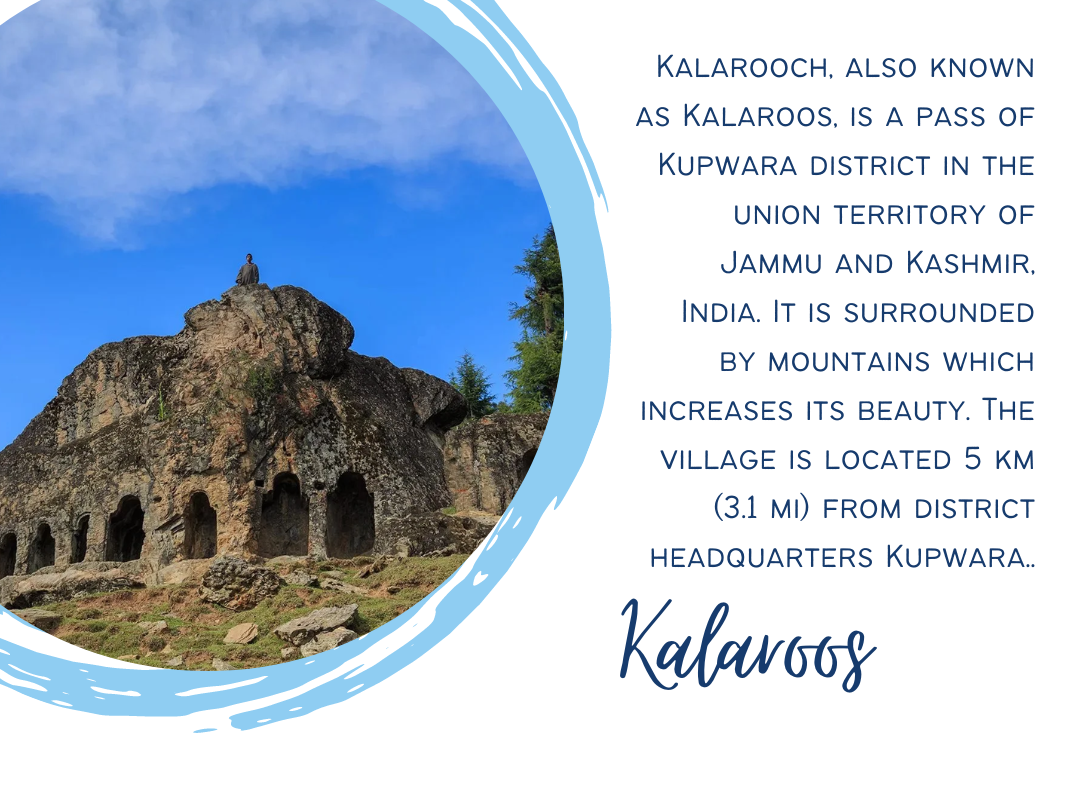 Kalarooch, also known
as Kalaroos, is a pass of
Kupwara district in the
union territory of
Jammu and Kashmir,
India. It is surrounded
by mountains which
increases its beauty. The
village is located 5 km
(3.1 mi) from district
headquarters Kupwara..
Kalaroos